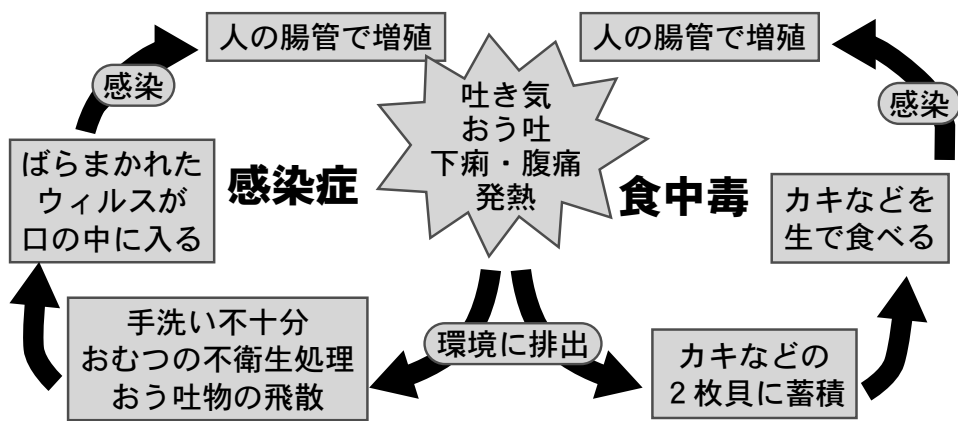 人の腸管で増殖
人の腸管で増殖
感染
吐き気
おう吐
下痢・腹痛
発熱
感染
ばらまかれた
ウィルスが
口の中に入る
感染症
食中毒
カキなどを
生で食べる
手洗い不十分
おむつの不衛生処理
おう吐物の飛散
環境に排出
カキなどの
2枚貝に蓄積